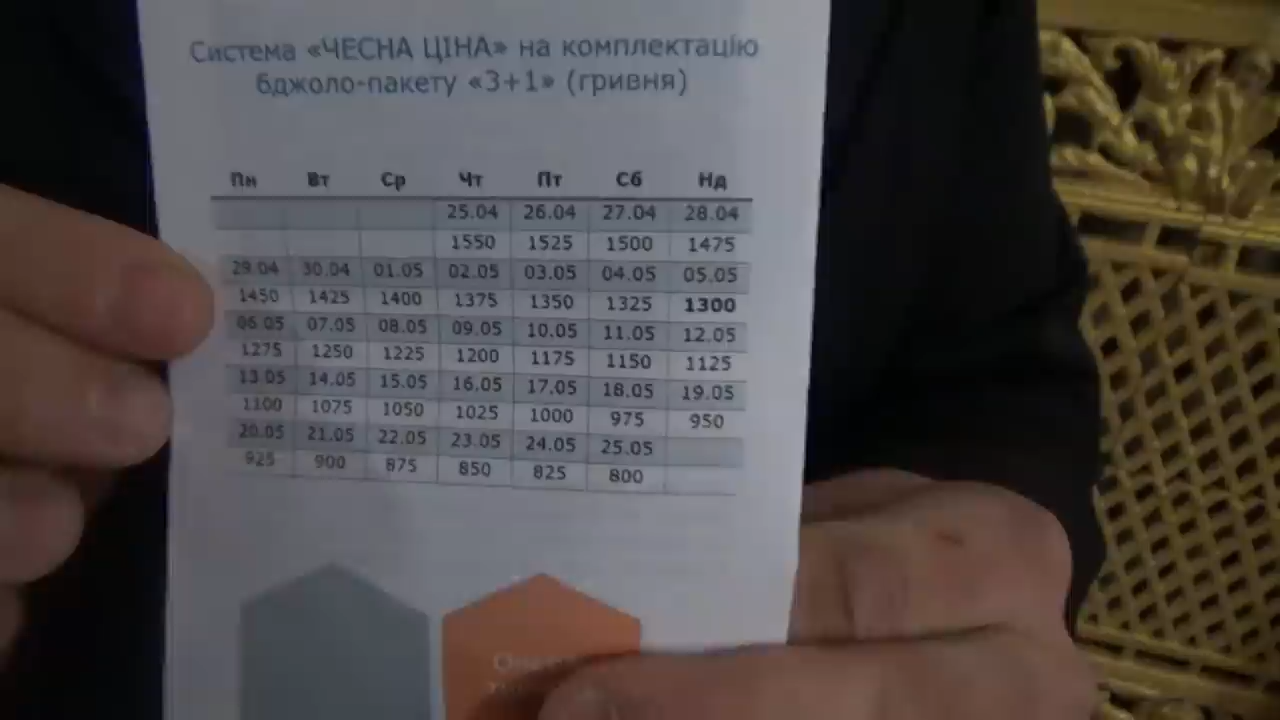 Система «ЧЕСНА ЦІНА» на комплектацію
бджоло-пакету «3+1» (гривня)
Пн Вт Ср Чт Пт Сб Нд
25.04 26.04 27.04 28.04
1550 1525 1500 1475
29.04 30.04 01.05 02.05 03.05 04.05 05.05
1450 1425 1400 1375 1350 1325 1300
06.05 07.05 08.05 09.05 10.05 11.05 12.05
1275 1250 1225 1200 1175 1150 1125
13.05 14.05 15.05 16.05 17.05 18.05 19.05
1100 1075 1050 1025 1000 975 950
20.05 21.05 22.05 23.05 24.05 25.05
925 900 875 850 825 800